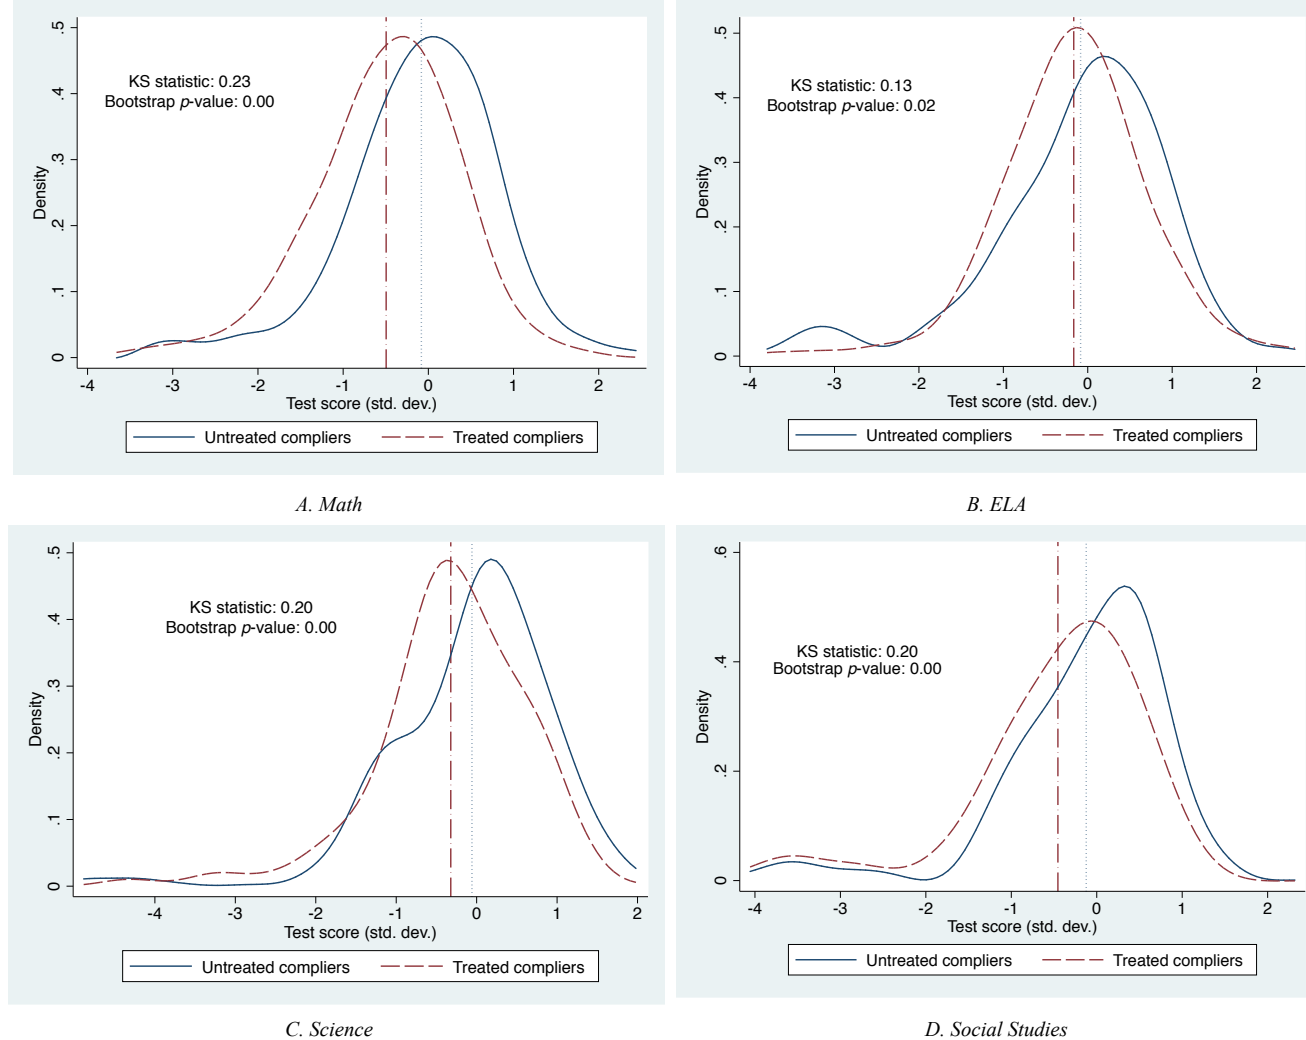 .5
.4
.3
.2
.1
0
Density
KS statistic: 0.23
Bootstrap p-value: 0.00
-4 -3 -2 -1 0 1 2
Test score (std. dev.)
Untreated compliers Treated compliers
A. Math
.5
.4
.3
.2
.1
0
Density
KS statistic: 0.13
Bootstrap p-value: 0.02
-4 -3 -2 -1 0 1 2
Test score (std. dev.)
Untreated compliers Treated compliers
B. ELA
.5
.4
.3
.2
.1
0
Density
KS statistic: 0.20
Bootstrap p-value: 0.00
-4 -3 -2 -1 0 1 2
Test score (std. dev.)
Untreated compliers Treated compliers
C. Science
.6
.4
.2
0
Density
KS statistic: 0.20
Bootstrap p-value: 0.00
-4 -3 -2 -1 0 1 2
Test score (std. dev.)
Untreated compliers Treated compliers
D. Social Studies